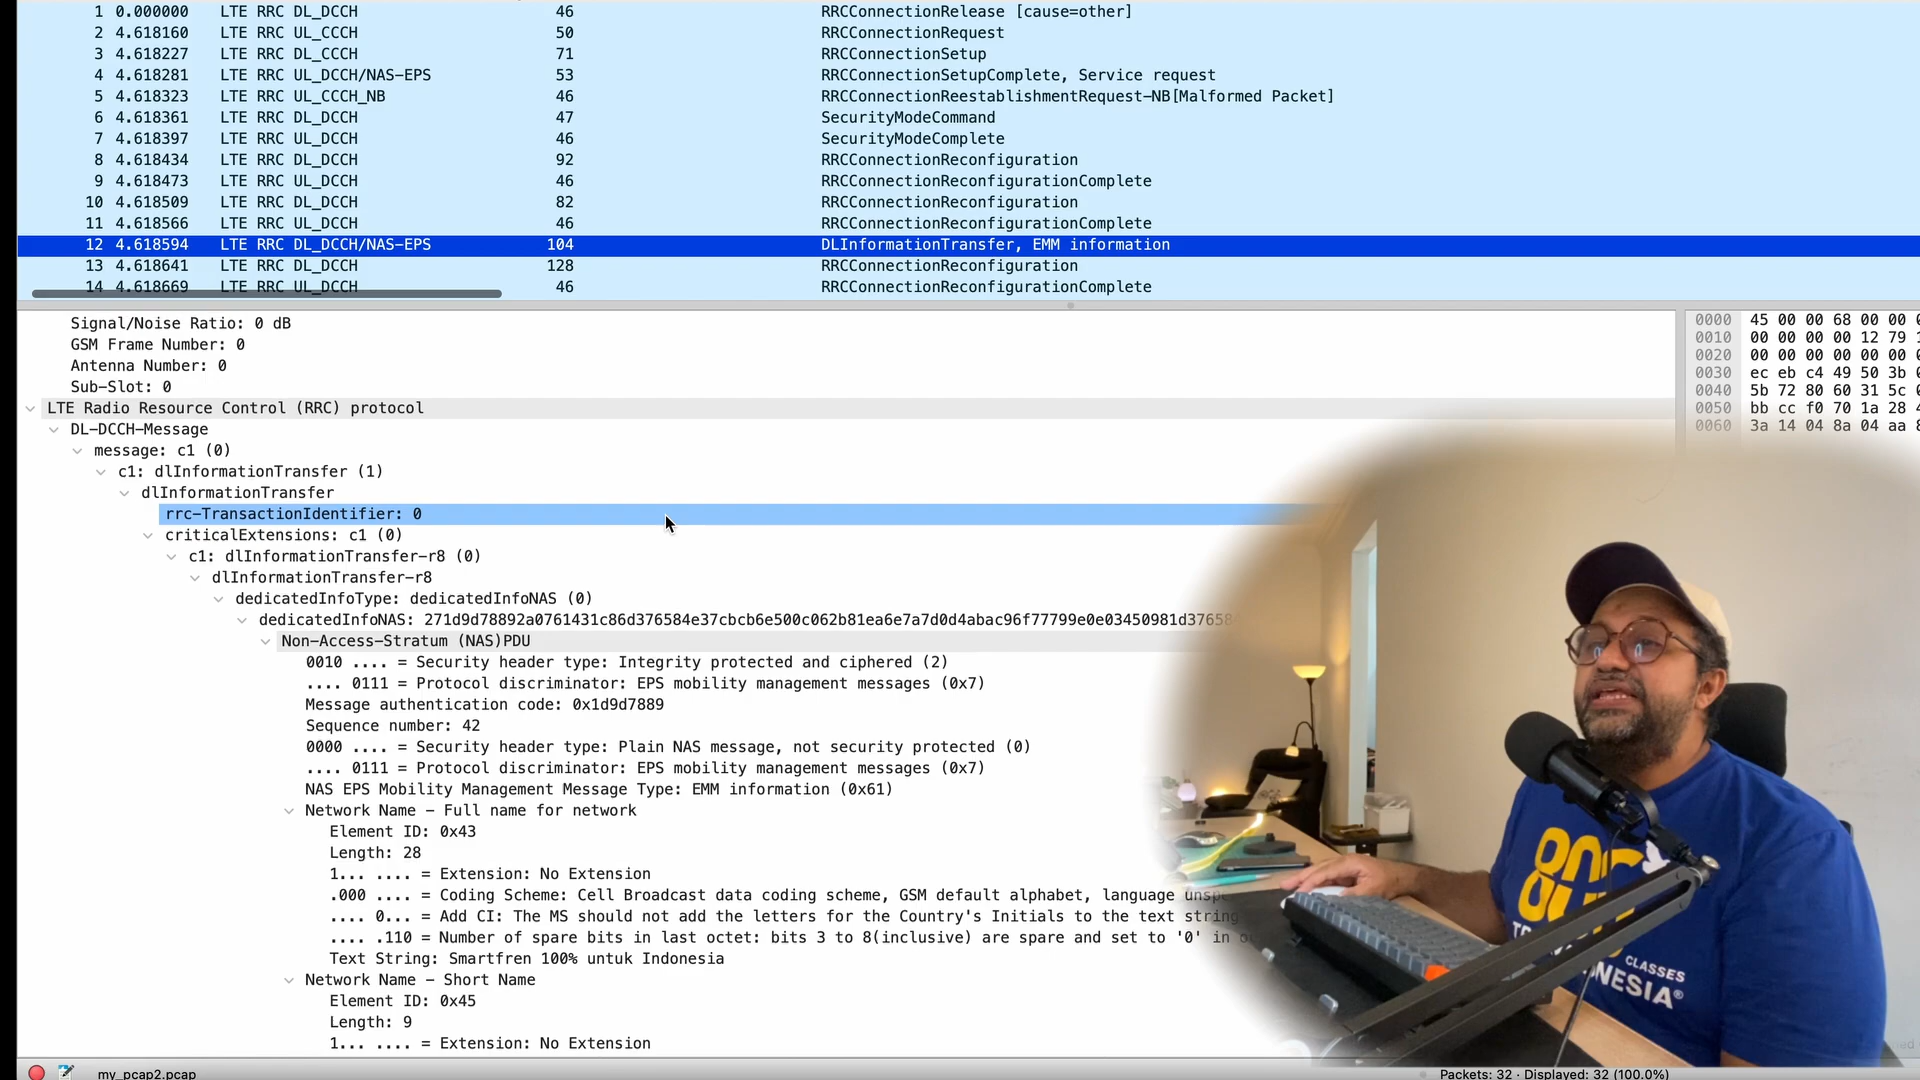 1 0.000000 LTE RRC DL_DCCH 46 RRCConnectionRelease [cause=other]
2 4.618160 LTE RRC UL_CCCH 50 RRCConnectionRequest
3 4.618227 LTE RRC DL_CCCH 71 RRCConnectionSetup
4 4.618281 LTE RRC UL_DCCH/NAS-EPS 53 RRCConnectionSetupComplete, Service request
5 4.618323 LTE RRC UL_CCCH_NB 46 RRCConnectionReestablishmentRequest-NB[Malformed Packet]
6 4.618361 LTE RRC DL_DCCH 47 SecurityModeCommand
7 4.618397 LTE RRC UL_DCCH 46 SecurityModeComplete
8 4.618434 LTE RRC DL_DCCH 92 RRCConnectionReconfiguration
9 4.618473 LTE RRC UL_DCCH 46 RRCConnectionReconfigurationComplete
10 4.618509 LTE RRC DL_DCCH 82 RRCConnectionReconfiguration
11 4.618566 LTE RRC UL_DCCH 46 RRCConnectionReconfigurationComplete
12 4.618594 LTE RRC DL_DCCH/NAS-EPS 104 DLInformationTransfer, EMM information
13 4.618641 LTE RRC DL_DCCH 128 RRCConnectionReconfiguration
14 4.618669 LTE RRC UL_DCCH 46 RRCConnectionReconfigurationComplete
Signal/Noise Ratio: 0 dB
GSM Frame Number: 0
Antenna Number: 0
Sub-Slot: 0
LTE Radio Resource Control (RRC) protocol
DL-DCCH-Message
message: c1 (0)
c1: dlInformationTransfer (1)
dlInformationTransfer
rrc-TransactionIdentifier: 0
criticalExtensions: c1 (0)
c1: dlInformationTransfer-r8 (0)
dlInformationTransfer-r8
dedicatedInfoType: dedicatedInfoNAS (0)
dedicatedInfoNAS: 271d9d78892a0761431c86d376584e37cbcb6e500c062b81ea6e7a7d0d4abac96f77799e0e03450981d37658
Non-Access-Stratum (NAS)PDU
0010 .... = Security header type: Integrity protected and ciphered (2)
.... 0111 = Protocol discriminator: EPS mobility management messages (0x7)
Message authentication code: 0x1d9d7889
Sequence number: 42
0000 .... = Security header type: Plain NAS message, not security protected (0)
.... 0111 = Protocol discriminator: EPS mobility management messages (0x7)
NAS EPS Mobility Management Message Type: EMM information (0x61)
Network Name - Full name for network
Element ID: 0x43
Length: 28
1... .... = Extension: No Extension
.000 .... = Coding Scheme: Cell Broadcast data coding scheme, GSM default alphabet, language unsp
.... 0... = Add CI: The MS should not add the letters for the Country's Initials to the text string
.... .110 = Number of spare bits in last octet: bits 3 to 8(inclusive) are spare and set to '0' in
Text String: Smartfren 100% untuk Indonesia
Network Name - Short Name
Element ID: 0x45
Length: 9
1... .... = Extension: No Extension
0000 45 00 00 68 00 00
0010 00 00 00 00 12 79
0020 00 00 00 00 00 00
0030 ec eb c4 49 50 3b
0040 5b 72 80 60 31 5c
0050 bb cc f0 70 1a 28
0060 3a 14 04 8a 04 aa
CLASSES
my_pcap2.pcap
Packets: 32 · Displayed: 32 (100.0%)